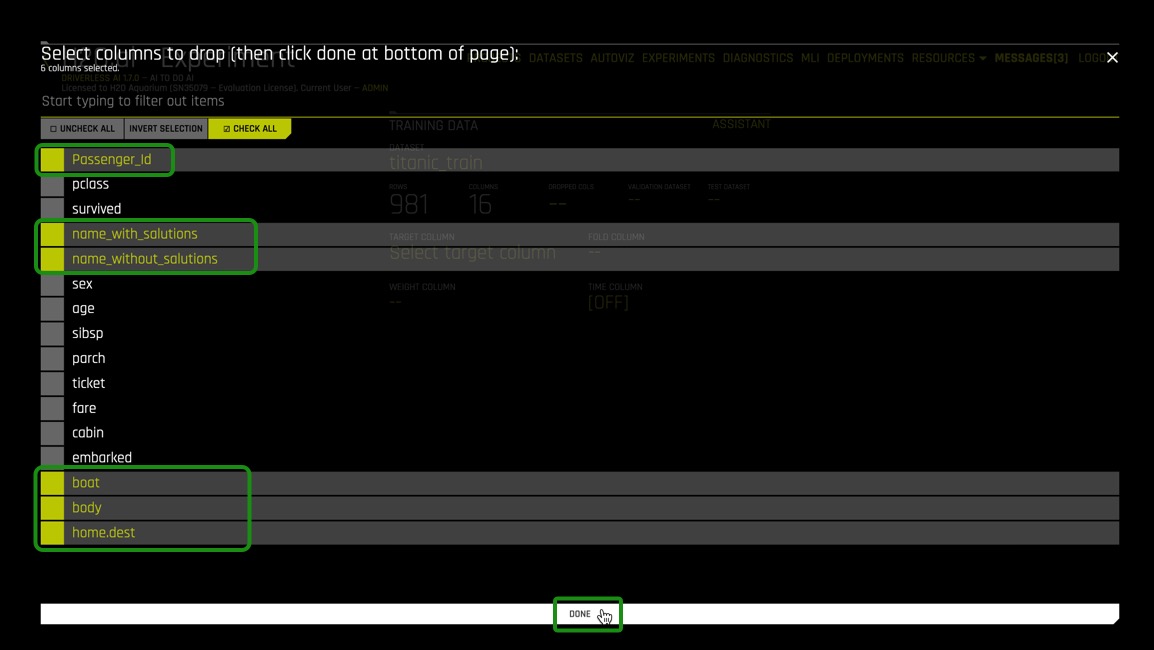 Select columns to drop (then click done at bottom of page):
6 columns selected.
Experiment
DATASETS AUTOVIZ EXPERIMENTS DIAGNOSTICS MLI DEPLOYMENTS RESOURCES MESSAGES[3] LOGO
DRIVERLESS AI 1.7.0 – AI TO DO AI
Licensed to H2O Aquarium (SN35079 – Evaluation License). Current User – ADMIN
Start typing to filter out items
UNCHECK ALL INVERT SELECTION CHECK ALL
TRAINING DATA ASSISTANT
DATASET
titanic_train
ROWS COLUMNS DROPPED COLS VALIDATION DATASET TEST DATASET
981 16 -- -- --
TARGET COLUMN FOLD COLUMN
Select target column --
WEIGHT COLUMN TIME COLUMN
-- [OFF]
Passenger_Id
pclass
survived
name_with_salutions
name_without_salutions
sex
age
sibsp
parch
ticket
fare
cabin
embarked
boat
body
home.dest
DONE